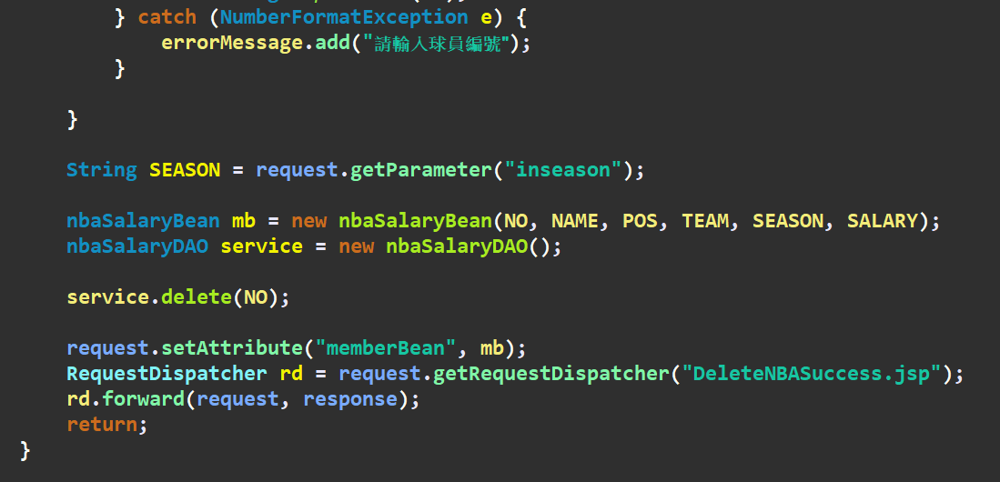 } catch (NumberFormatException e) {
errorMessage.add("請輸入球員編號");
}
}
String SEASON = request.getParameter("inseason");
nbaSalaryBean mb = new nbaSalaryBean(NO, NAME, POS, TEAM, SEASON, SALARY);
nbaSalaryDAO service = new nbaSalaryDAO();
service.delete(NO);
request.setAttribute("memberBean", mb);
RequestDispatcher rd = request.getRequestDispatcher("DeleteNBASuccess.jsp");
rd.forward(request, response);
return;
}